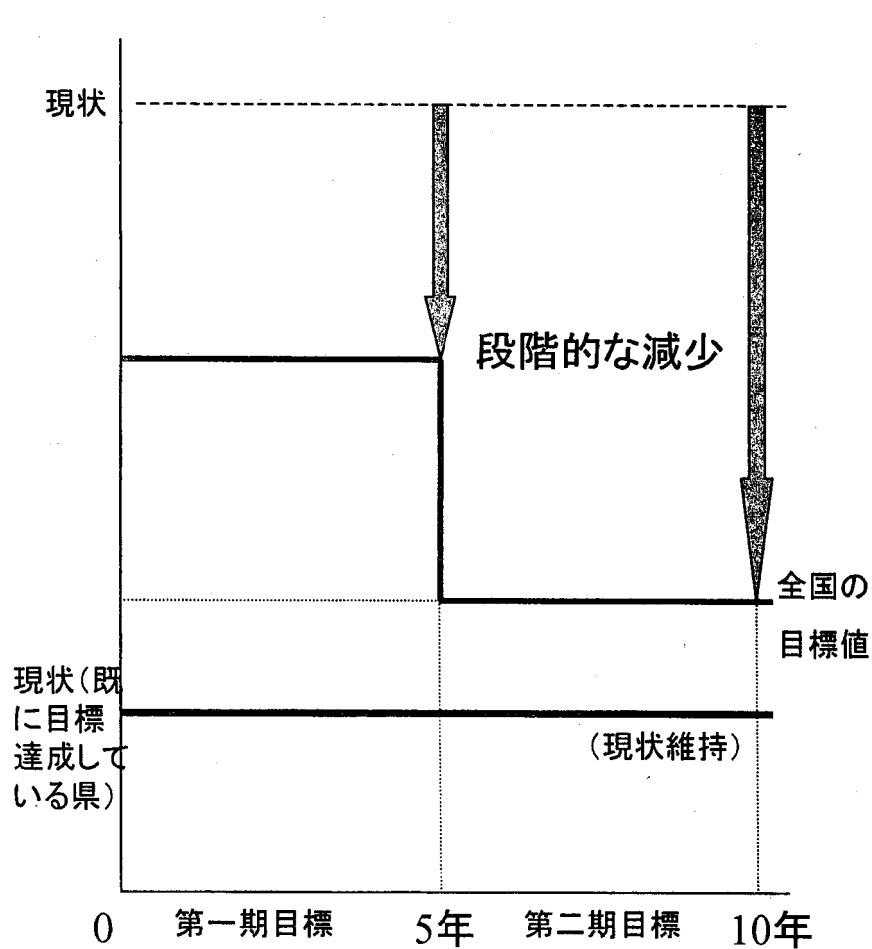 現状
段階的な減少
全国の
目標値
現状（既
に目標
達成して
いる県）
（現状維持）
0 第一期目標 5年 第二期目標 10年